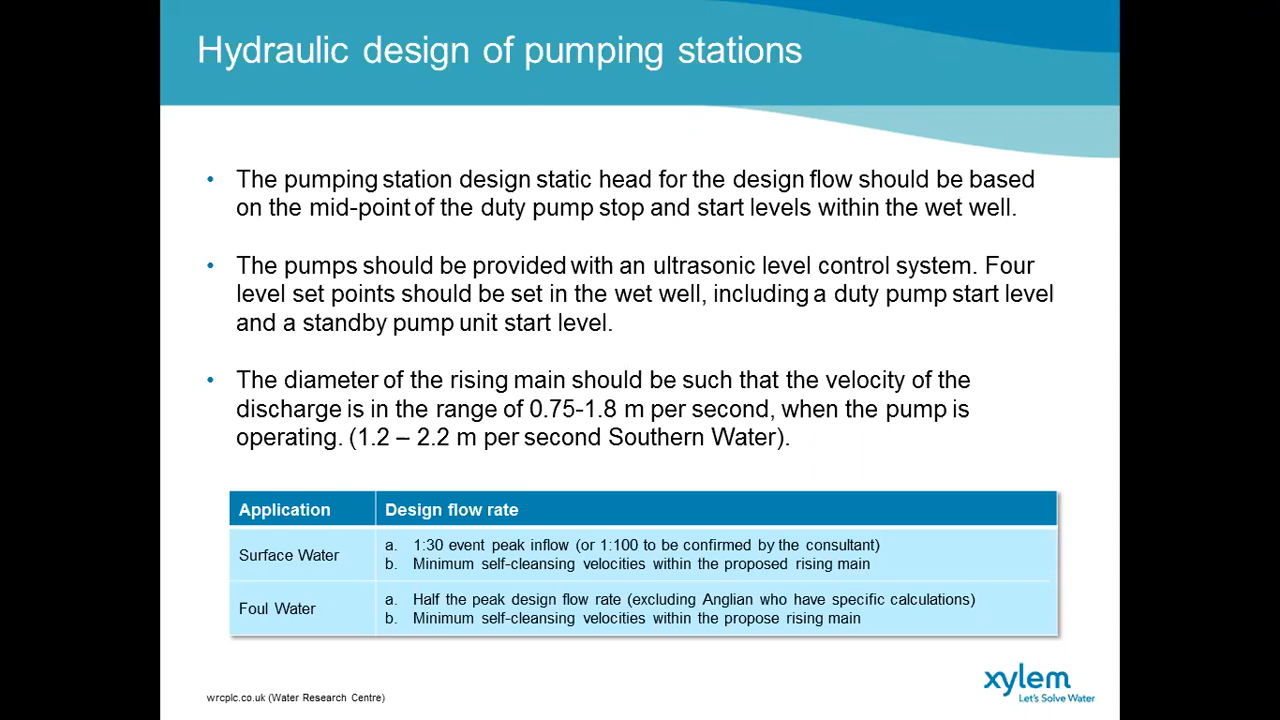 Hydraulic design of pumping stations
• The pumping station design static head for the design flow should be based
on the mid-point of the duty pump stop and start levels within the wet well.
• The pumps should be provided with an ultrasonic level control system. Four
level set points should be set in the wet well, including a duty pump start level
and a standby pump unit start level.
• The diameter of the rising main should be such that the velocity of the
discharge is in the range of 0.75-1.8 m per second, when the pump is
operating. (1.2 – 2.2 m per second Southern Water).
Application Design flow rate
Surface Water
a. 1:30 event peak inflow (or 1:100 to be confirmed by the consultant)
b. Minimum self-cleansing velocities within the proposed rising main
Foul Water
a. Half the peak design flow rate (excluding Anglian who have specific calculations)
b. Minimum self-cleansing velocities within the propose rising main
wrcplc.co.uk (Water Research Centre)
xylem
Let's Solve Water